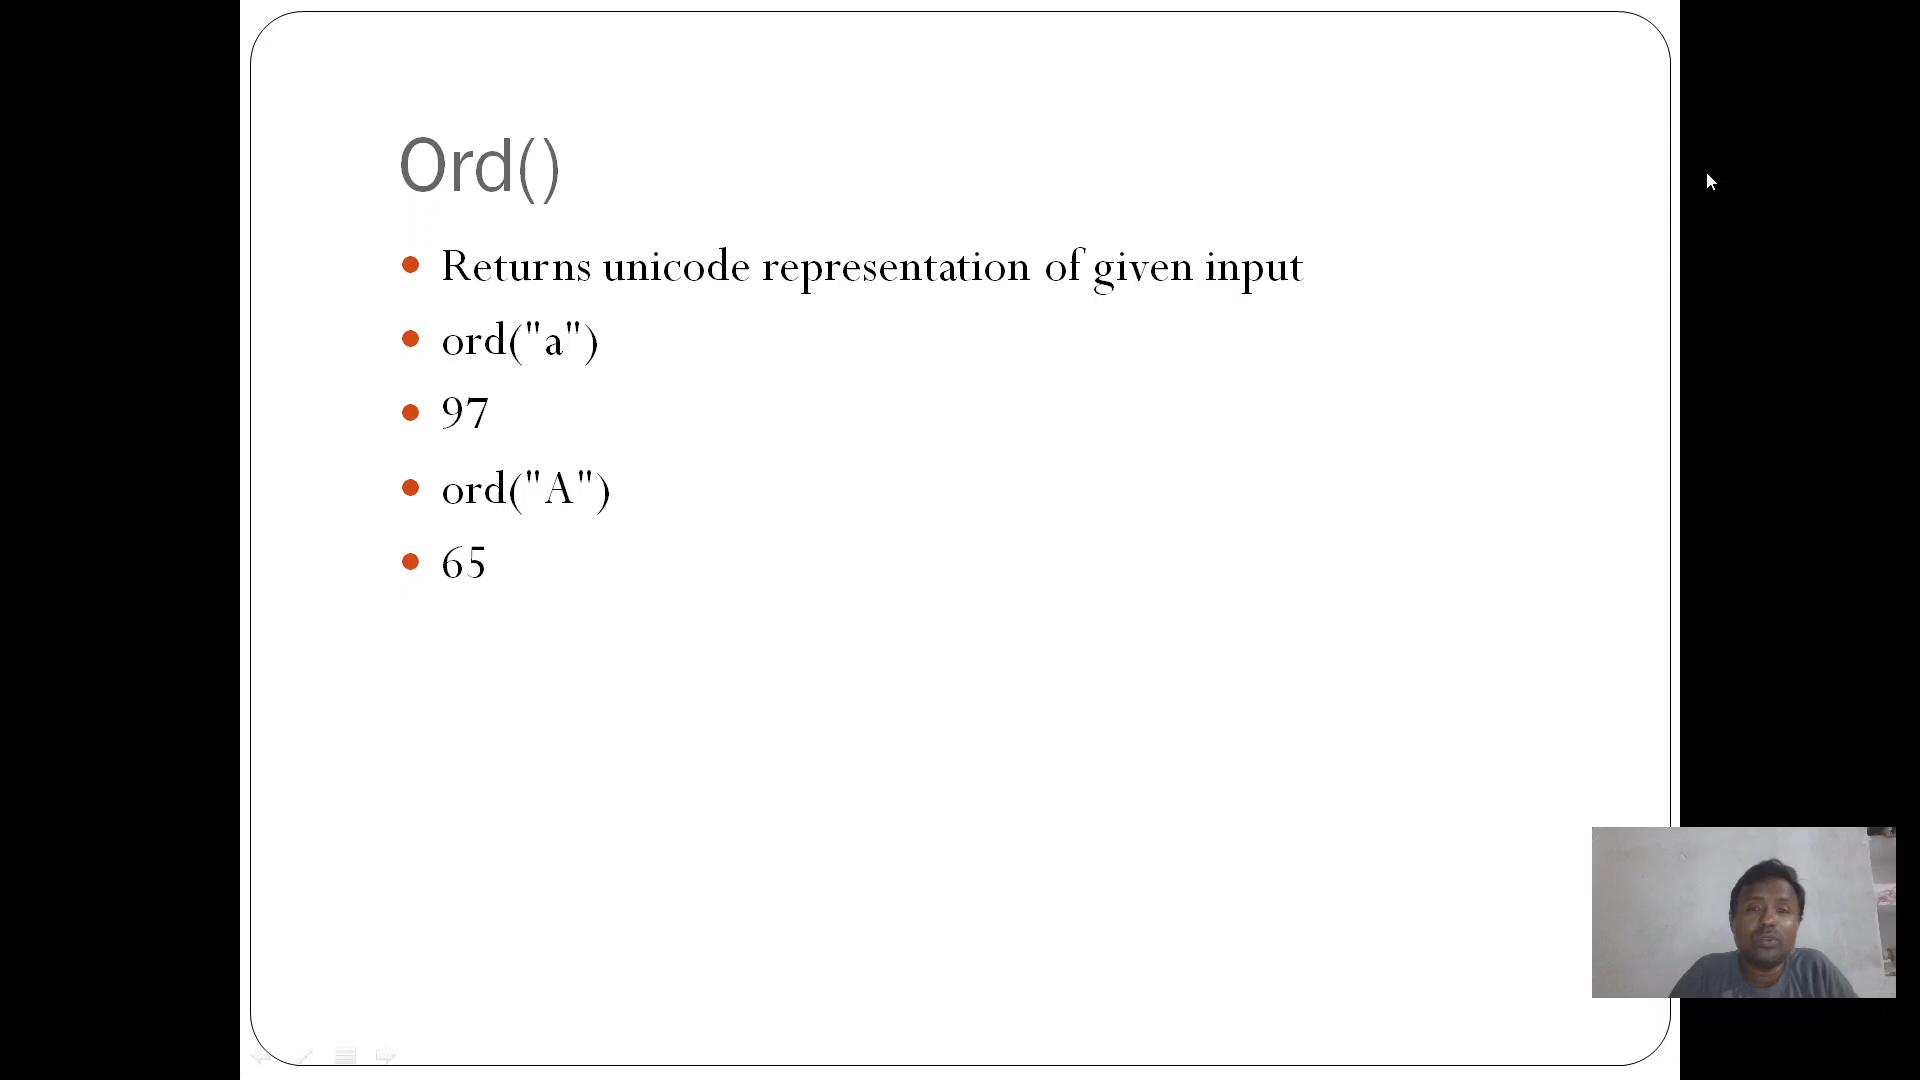 Ord()
Returns unicode representation of given input
ord("a")
97
ord("A")
65